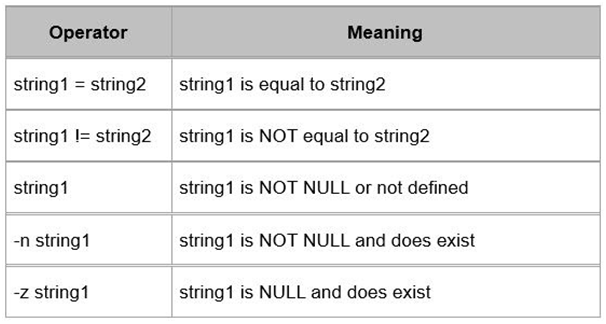 Operator Meaning
string1 = string2 string1 is equal to string2
string1 != string2 string1 is NOT equal to string2
string1 string1 is NOT NULL or not defined
-n string1 string1 is NOT NULL and does exist
-z string1 string1 is NULL and does exist